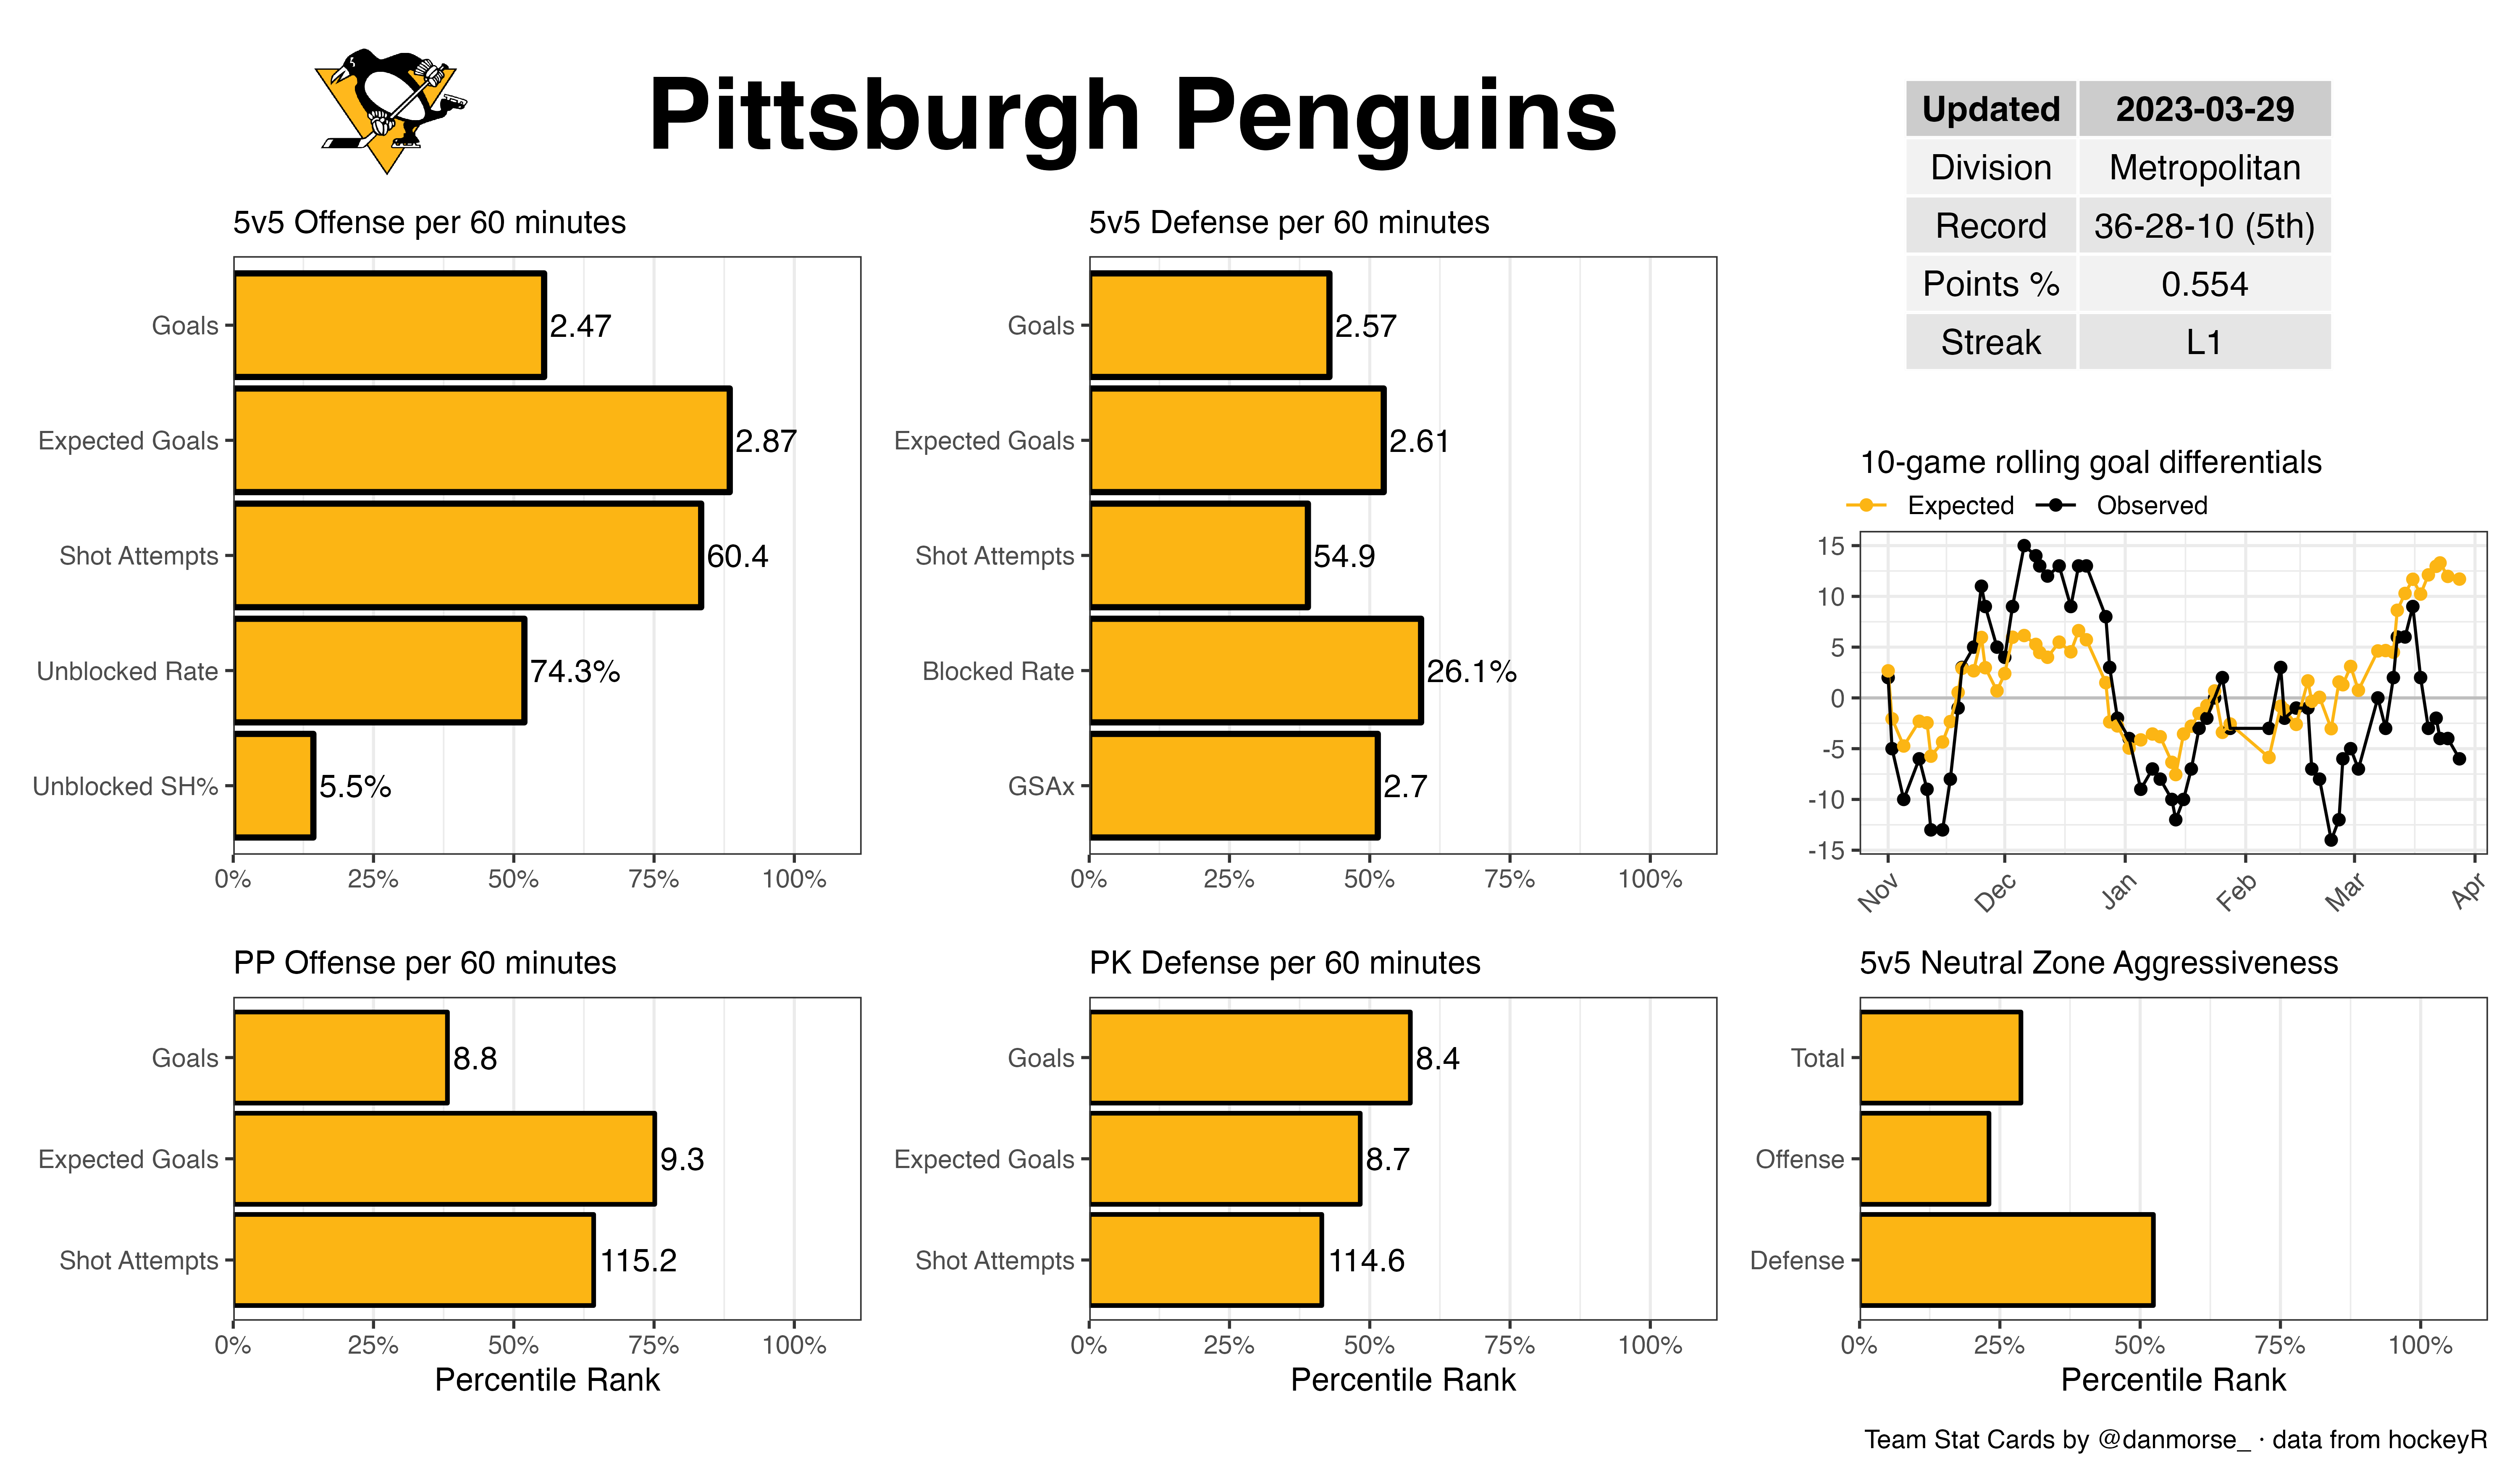 Pittsburgh Penguins
Updated 2023-03-29
Division Metropolitan
Record 36-28-10 (5th)
Points % 0.554
Streak L1
5v5 Offense per 60 minutes
Goals 2.47
Expected Goals 2.87
Shot Attempts 60.4
Unblocked Rate 74.3%
Unblocked SH% 5.5%
0% 25% 50% 75% 100%
5v5 Defense per 60 minutes
Goals 2.57
Expected Goals 2.61
Shot Attempts 54.9
Blocked Rate 26.1%
GSAx 2.7
0% 25% 50% 75% 100%
10-game rolling goal differentials
Expected Observed
15
10
5
0
-5
-10
-15
Nov Dec Jan Feb Mar Apr
PP Offense per 60 minutes
Goals 8.8
Expected Goals 9.3
Shot Attempts 115.2
0% 25% 50% 75% 100%
Percentile Rank
PK Defense per 60 minutes
Goals 8.4
Expected Goals 8.7
Shot Attempts 114.6
0% 25% 50% 75% 100%
Percentile Rank
5v5 Neutral Zone Aggressiveness
Total
Offense
Defense
0% 25% 50% 75% 100%
Percentile Rank
Team Stat Cards by @danmorse_ · data from hockeyR